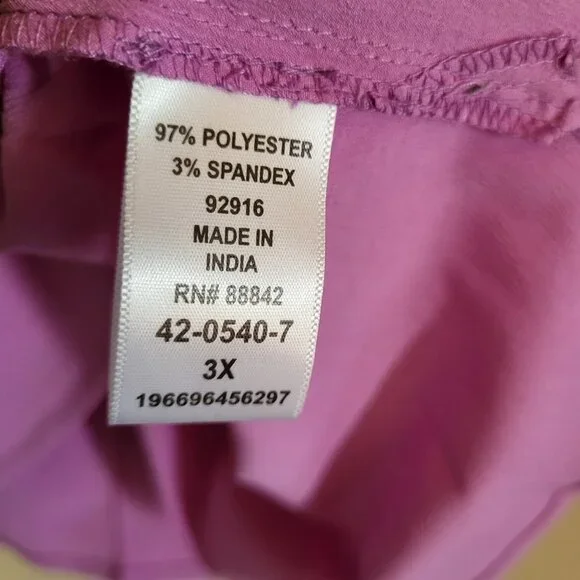 97% POLYESTER
3% SPANDEX
92916
MADE IN
INDIA
RN# 88842
42-0540-7
3X
196696456297